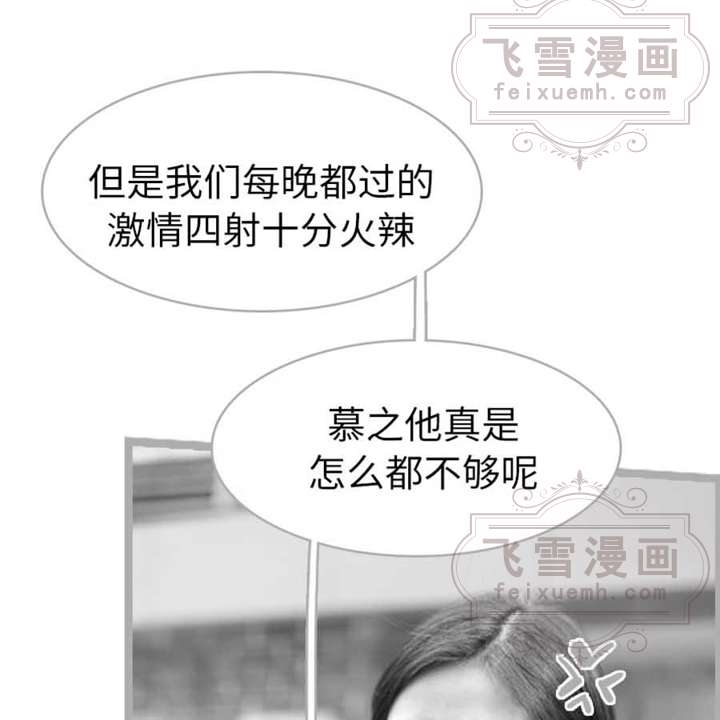 飞雪漫画
feixuemh.com
但是我们每晚都过的
激情四射十分火辣
慕之他真是
怎么都不够呢
飞雪漫画
feixuemh.com